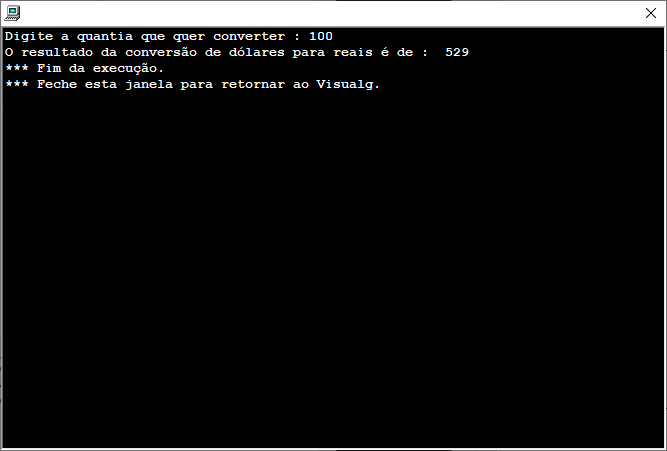 Digite a quantia que quer converter : 100
O resultado da conversão de dólares para reais é de :  529
*** Fim da execução.
*** Feche esta janela para retornar ao Visualg.